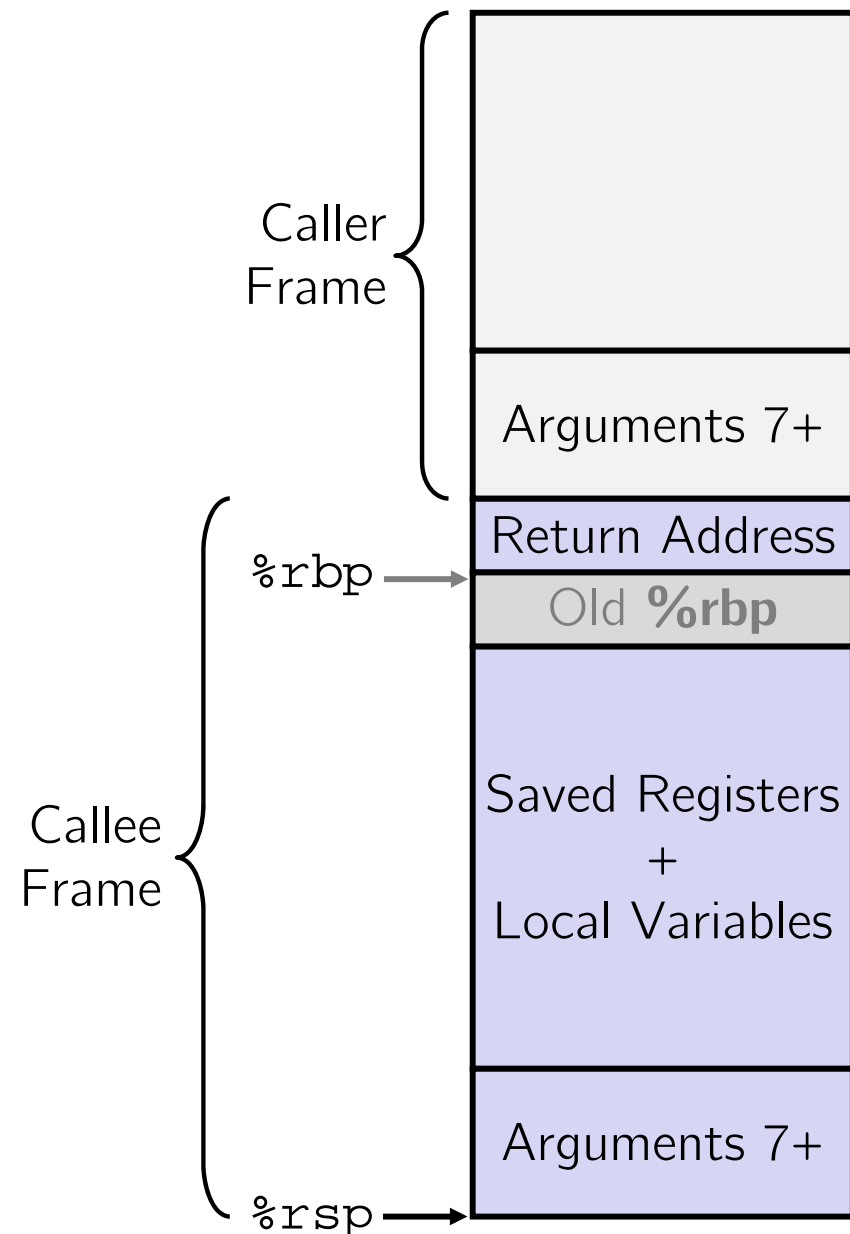 Caller
Frame
Arguments 7+
Return Address
%rbp
Old %rbp
Saved Registers
+
Local Variables
Callee
Frame
Arguments 7+
%rsp